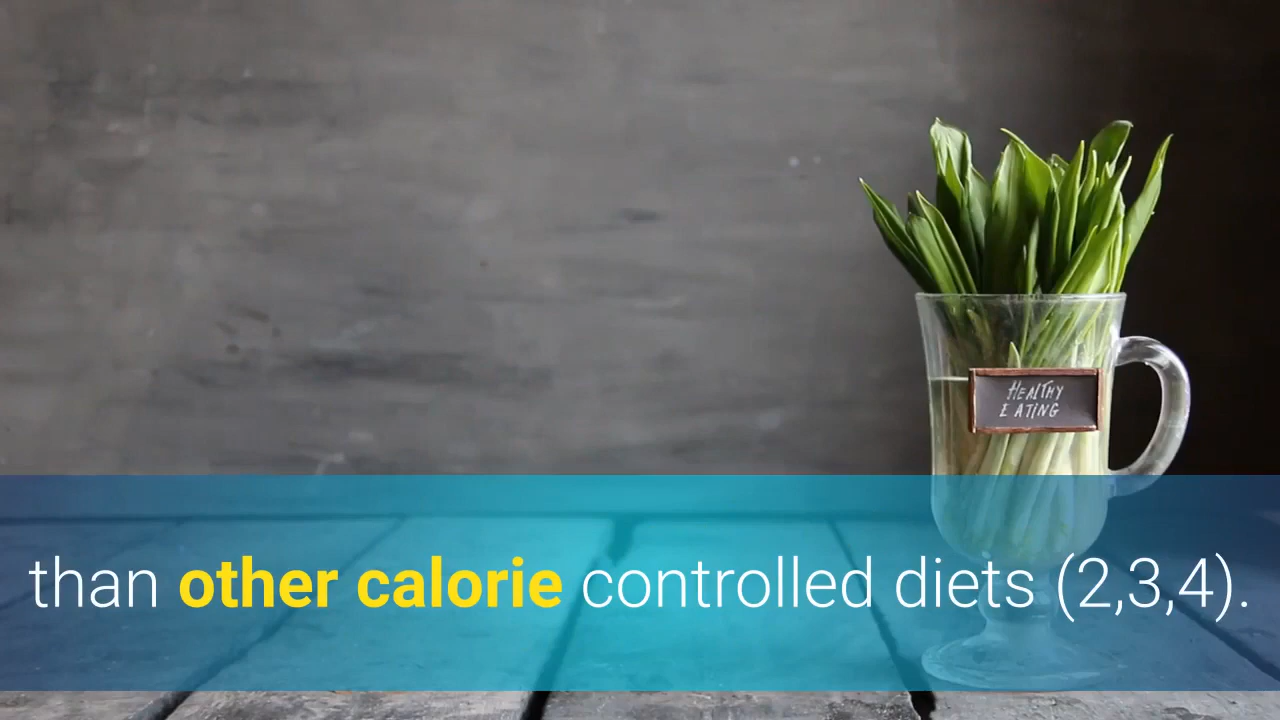 HEALTHY
EATING
than other calorie controlled diets (2,3,4).